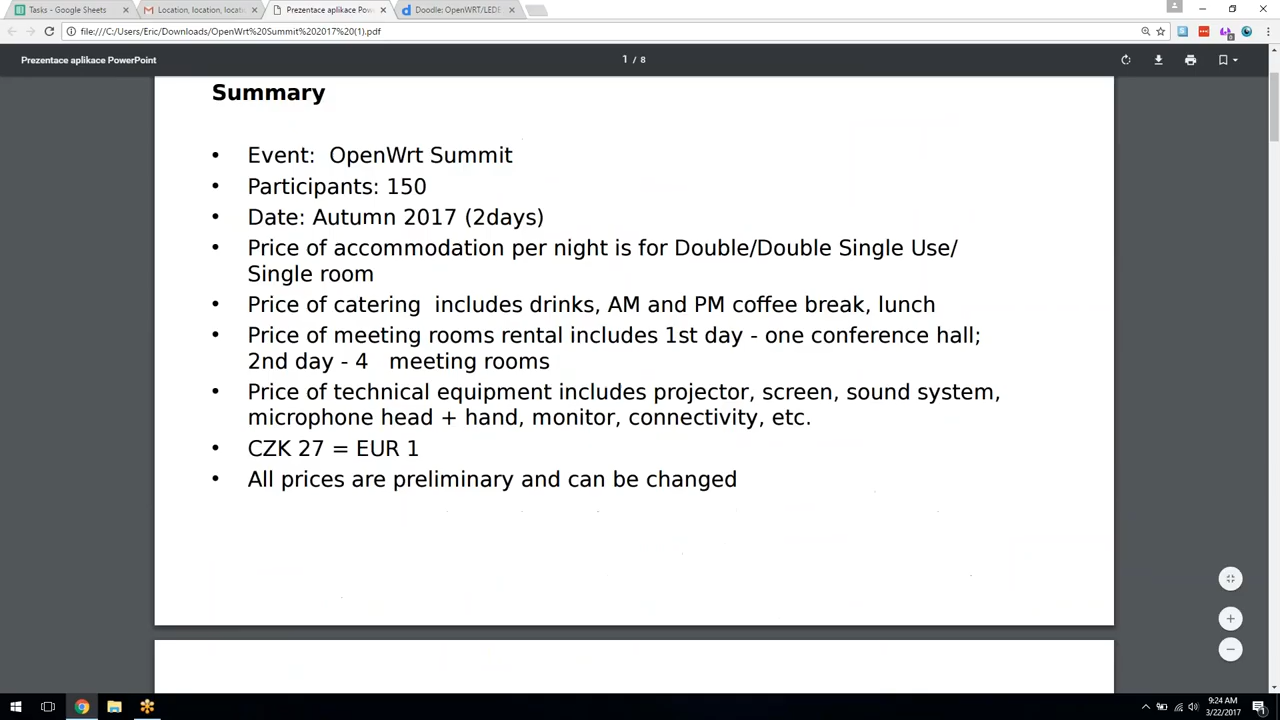 Tasks - Google Sheets
Location, location, locati
Prezentace aplikace Pow
Doodle: OpenWRT/LEDE
file:///C:/Users/Eric/Downloads/OpenWrt%20Summit%202017%20(1).pdf
Prezentace aplikace PowerPoint
1 / 8
Summary
• Event:  OpenWrt Summit
• Participants: 150
• Date: Autumn 2017 (2days)
• Price of accommodation per night is for Double/Double Single Use/
Single room
• Price of catering  includes drinks, AM and PM coffee break, lunch
• Price of meeting rooms rental includes 1st day - one conference hall;
2nd day - 4   meeting rooms
• Price of technical equipment includes projector, screen, sound system,
microphone head + hand, monitor, connectivity, etc.
• CZK 27 = EUR 1
• All prices are preliminary and can be changed
9:24 AM
3/22/2017